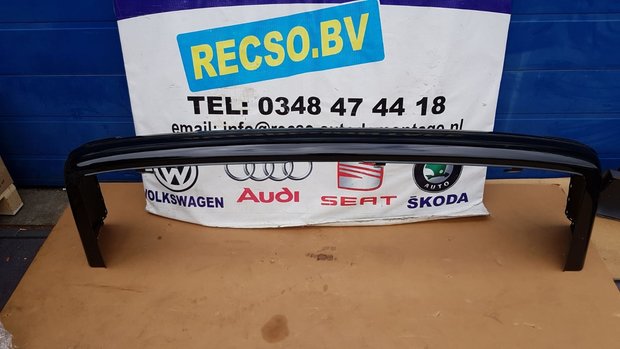 RECSO.BV
TEL: 0348 47 44 18
VOLKSWAGEN Audi SEAT ŠKODA
AUTO